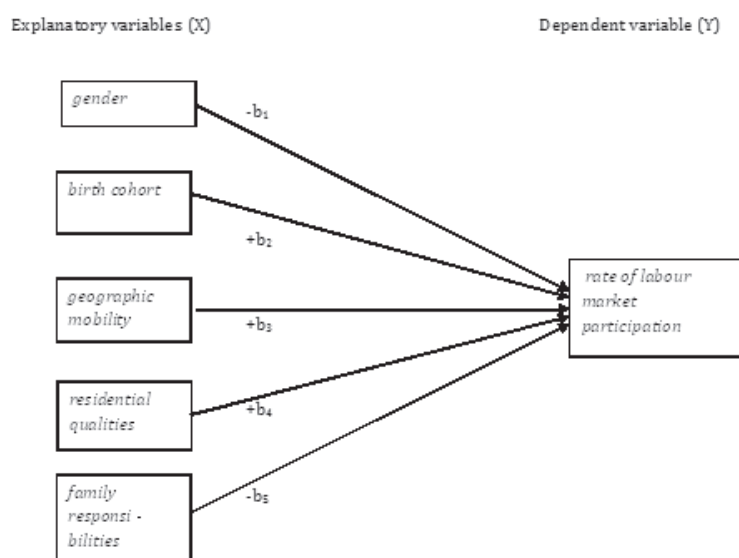 Explanatory variables (X)
Dependent variable (Y)
gender
-b₁
birth cohort
+b₂
geographic
mobility
+b₃
residential
qualities
+b₄
family
responsi -
bilities
-b₅
rate of labour
market
participation